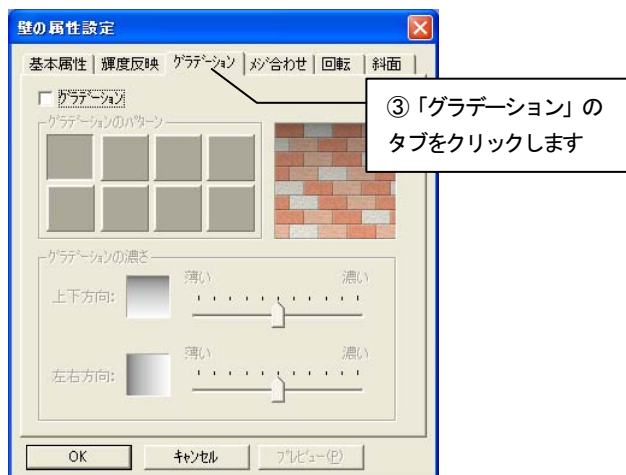 壁の属性設定
基本属性 輝度反映 グラデーション メジ合わせ 回転 斜面
グラデーション
③「グラデーション」の
タブをクリックします
グラデーションのパターン
グラデーションの濃さ
薄い 濃い
上下方向:
薄い 濃い
左右方向:
OK キャンセル プレビュー(P)